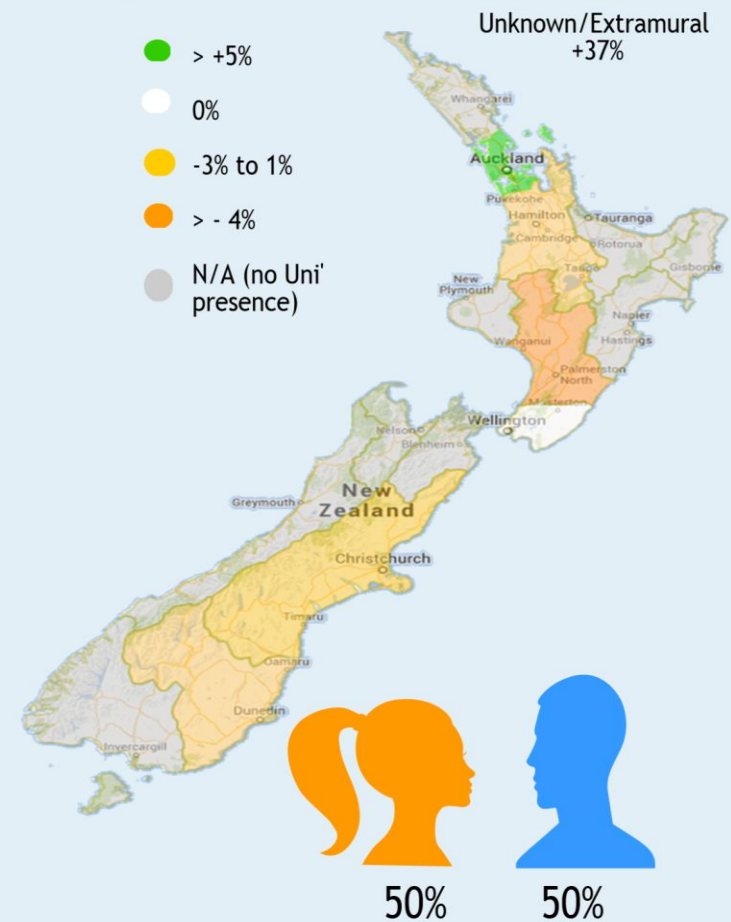 Unknown/Extramural
+37%
> +5%
0%
-3% to 1%
> - 4%
N/A (no Uni'
presence)
Whangarei
Auckland
Pukekohe
Hamilton
Tauranga
Cambridge
Rotorua
Taupo
Gisborne
New
Plymouth
Napier
Wanganui
Hastings
Palmerston
North
Masterton
Wellington
Nelson
Blenheim
New
Zealand
Greymouth
Christchurch
Timaru
Oamaru
Dunedin
Invercargill
50%
50%